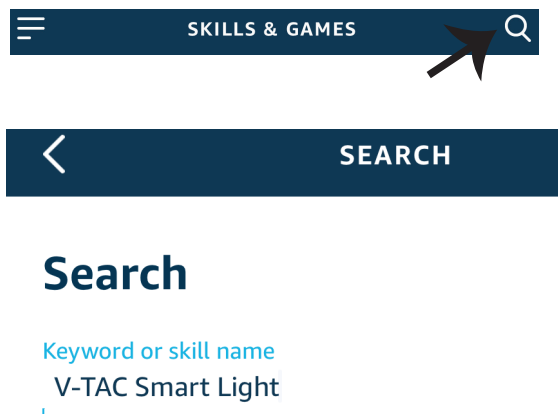 SKILLS & GAMES
SEARCH
Search
Keyword or skill name
V-TAC Smart Light